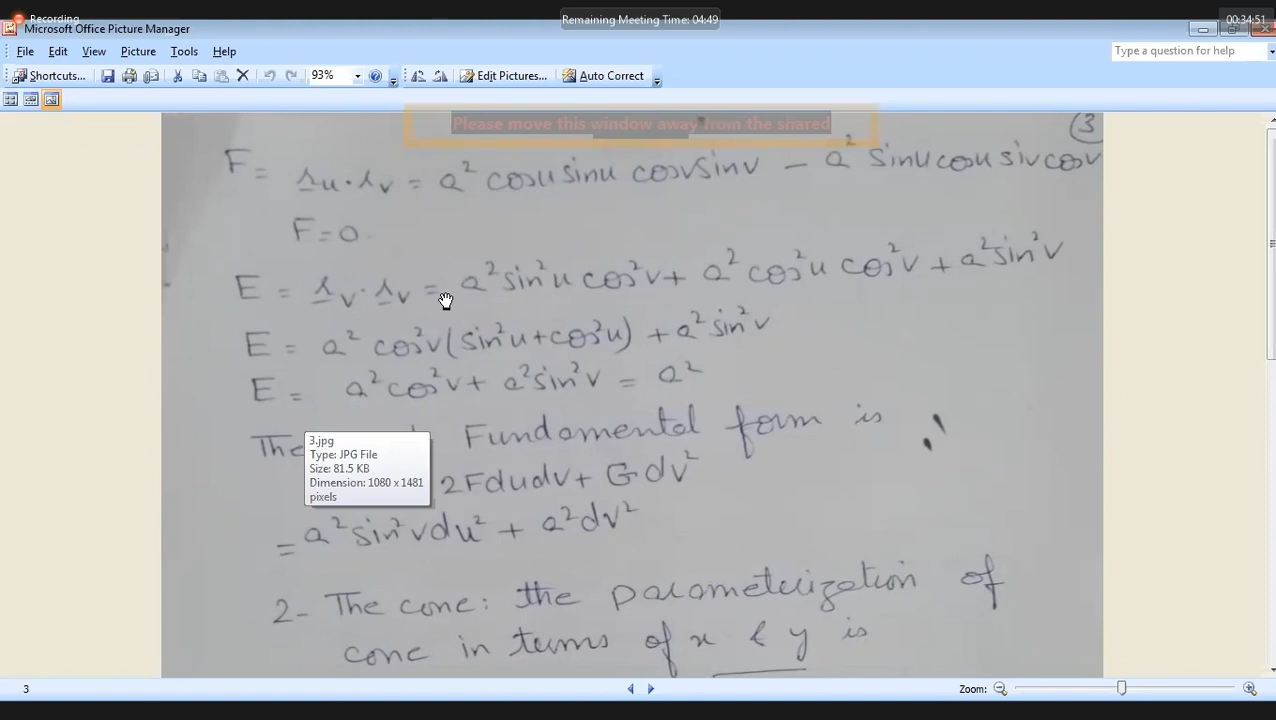 Recording
Remaining Meeting Time: 04:49
00:34:51
Microsoft Office Picture Manager
File Edit View Picture Tools Help
Type a question for help
Shortcuts... 93% Edit Pictures... Auto Correct
Please move this window away from the shared
(3
F = r_u · r_v = a² cosu sinu cosv sinv — a² sinu cosu sinv cosv
F = 0
E = r_v · r_v = a² sin²u cos²v + a² cos²u cos²v + a² sin²v
E = a² cos²v (sin²u + cos²u) + a² sin²v
E = a² cos²v + a² sin²v = a²
The Fundamental form is
2Fdudv + Gdv²
= a² sin²v du² + a² dv²
2- The cone: the parameterization of
cone in terms of x & y is
3.jpg
Type: JPG File
Size: 81.5 KB
Dimension: 1080 x 1481
pixels
3
Zoom: